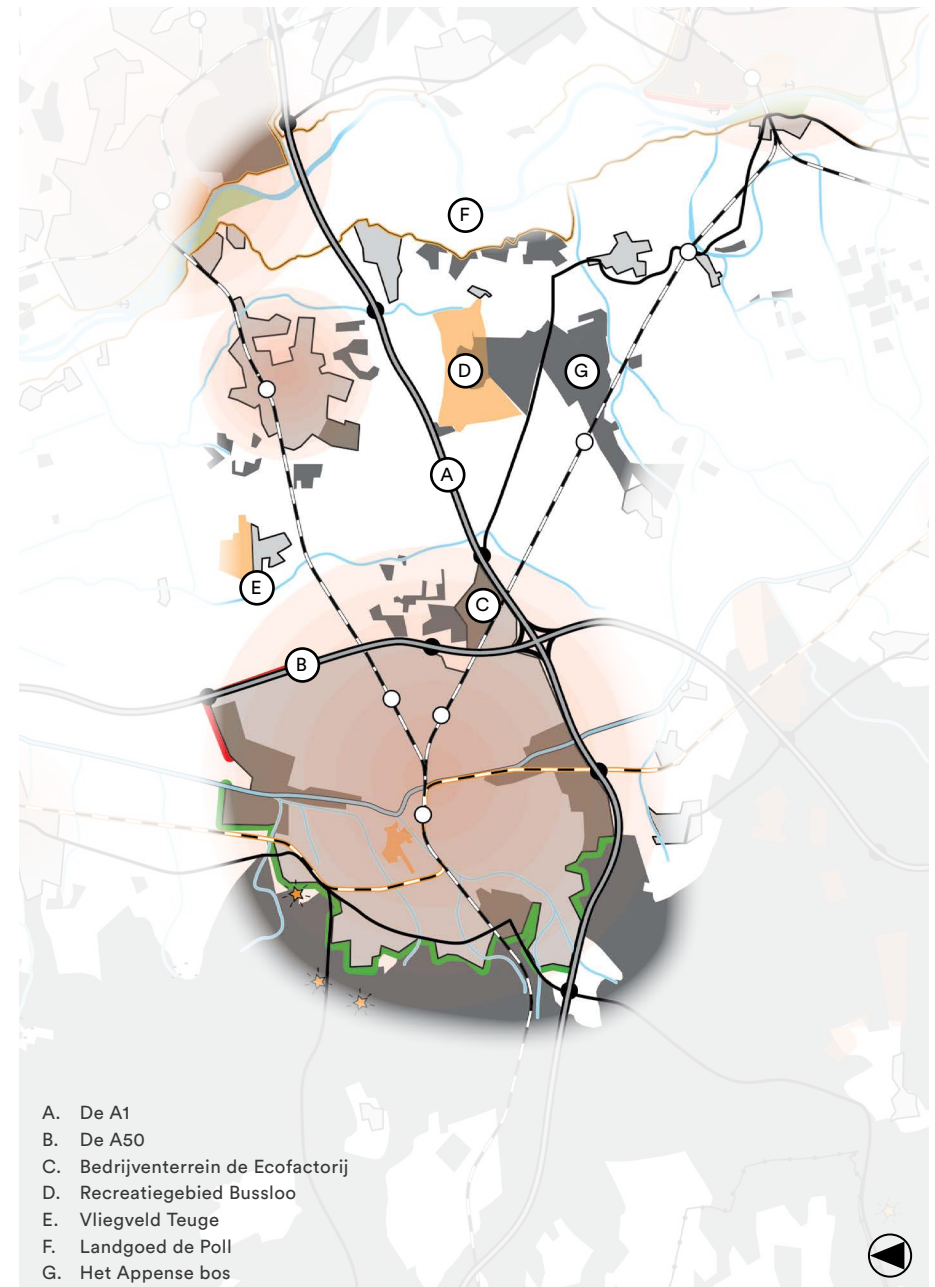 F
D
G
A
E
C
B
A. De A1
B. De A50
C. Bedrijventerrein de Ecofactorij
D. Recreatiegebied Bussloo
E. Vliegveld Teuge
F. Landgoed de Poll
G. Het Appense bos